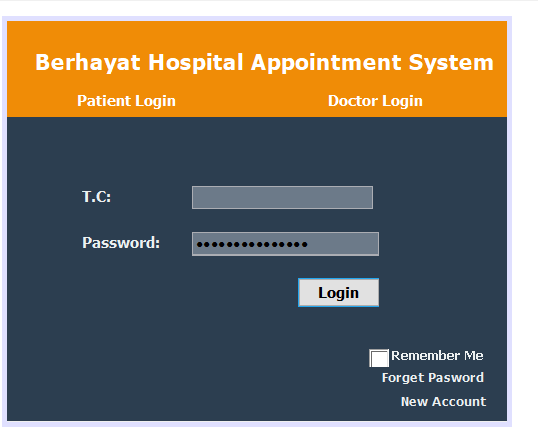 Berhayat Hospital Appointment System
Patient Login Doctor Login
T.C:
Password: •••••••••••••••
Login
Remember Me
Forget Pasword
New Account